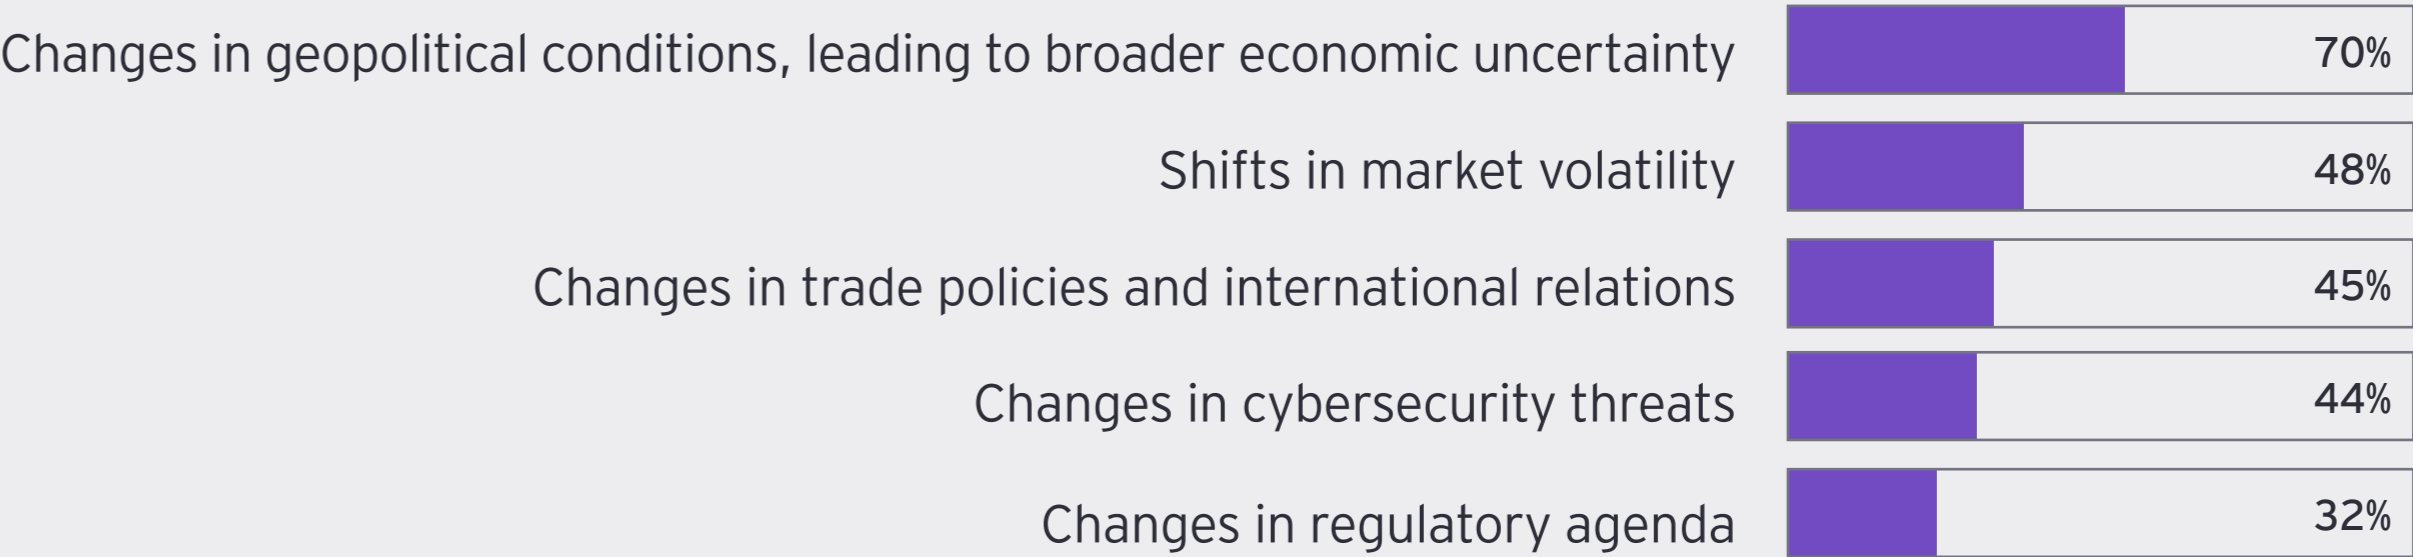 Changes in geopolitical conditions, leading to broader economic uncertainty 70%
Shifts in market volatility 48%
Changes in trade policies and international relations 45%
Changes in cybersecurity threats 44%
Changes in regulatory agenda 32%